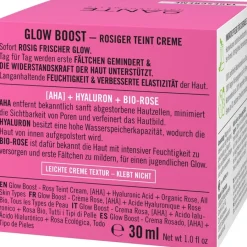 SANTE
GLOW BOOST – ROSIGER TEINT CREME
Sofort ROSIG FRISCHER GLOW.
Tag für Tag werden erste FÄLTCHEN GEMINDERT &
DIE WIDERSTANDSKRAFT DER HAUT UNTERSTÜTZT.
Langanhaltende FEUCHTIGKEIT & VERBESSERTE ELASTIZITÄT
[AHA] + HYALURON + BIO-ROSE
AHA entfernt bekanntlich sanft abgestorbene Hautzellen, minimiert
die Sichtbarkeit von Poren und verfeinert das Hautbild.
HYALURON besitzt eine hohe Wasserspeicherkapazität, wodurch die
Haut
BIO-ROSE ist dafür bekannt die Haut mit intensiver Feuchtigkeit zu
versorgen und erste Fältchen zu mildern, für einen jugendlichen Glow.
LEICHTE CREME TEXTUR – KLEBT NICHT
EN Glow Boost - Rosy Teint Cream, [AHA] + Hyaluronic Acid + Organic Rose, All
Skin Types FR Glow Boost - Crème Rose, [AHA] + Acide Hyaluronique + Rose
Bio, Tous les Types de Peau IT Glow Boost - Crema Rosa, [AHA] + Acido
Ialuronico + Rosa Bio, Tutti i Tipi di Pelle ES Glow Boost - Crema Rosado, [AHA] +
Ácido Hialurónico + Rosa Ecológica, Todo Tipo de Pieles
e 30 ml
Net wt. 1.0 fl oz